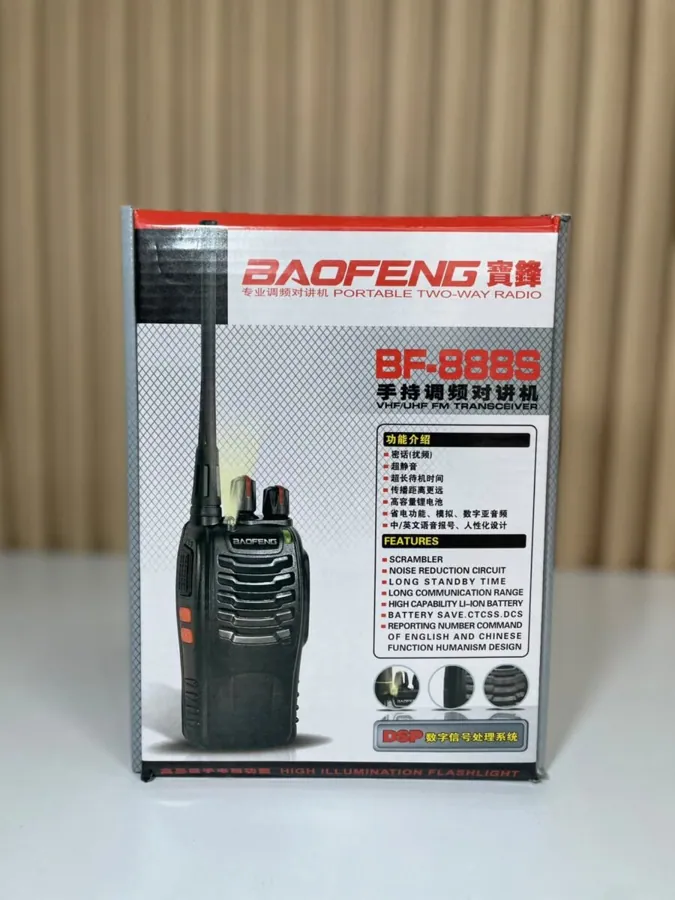 BAOFENG 寳鋒
专业调频对讲机 PORTABLE TWO-WAY RADIO
BF-888S
手持调频对讲机
VHF/UHF FM TRANSCEIVER
功能介绍
密话(扰频)
超静音
超长待机时间
传播距离更远
高容量锂电池
省电功能、模拟、数字亚音频
中/英文语音报号、人性化设计
FEATURES
SCRAMBLER
NOISE REDUCTION CIRCUIT
LONG STANDBY TIME
LONG COMMUNICATION RANGE
HIGH CAPABILITY LI-ION BATTERY
BATTERY SAVE.CTCSS.DCS
REPORTING NUMBER COMMAND
OF ENGLISH AND CHINESE
FUNCTION HUMANISM DESIGN
BAOFENG
DSP 数字信号处理系统
HIGH ILLUMINATION FLASHLIGHT